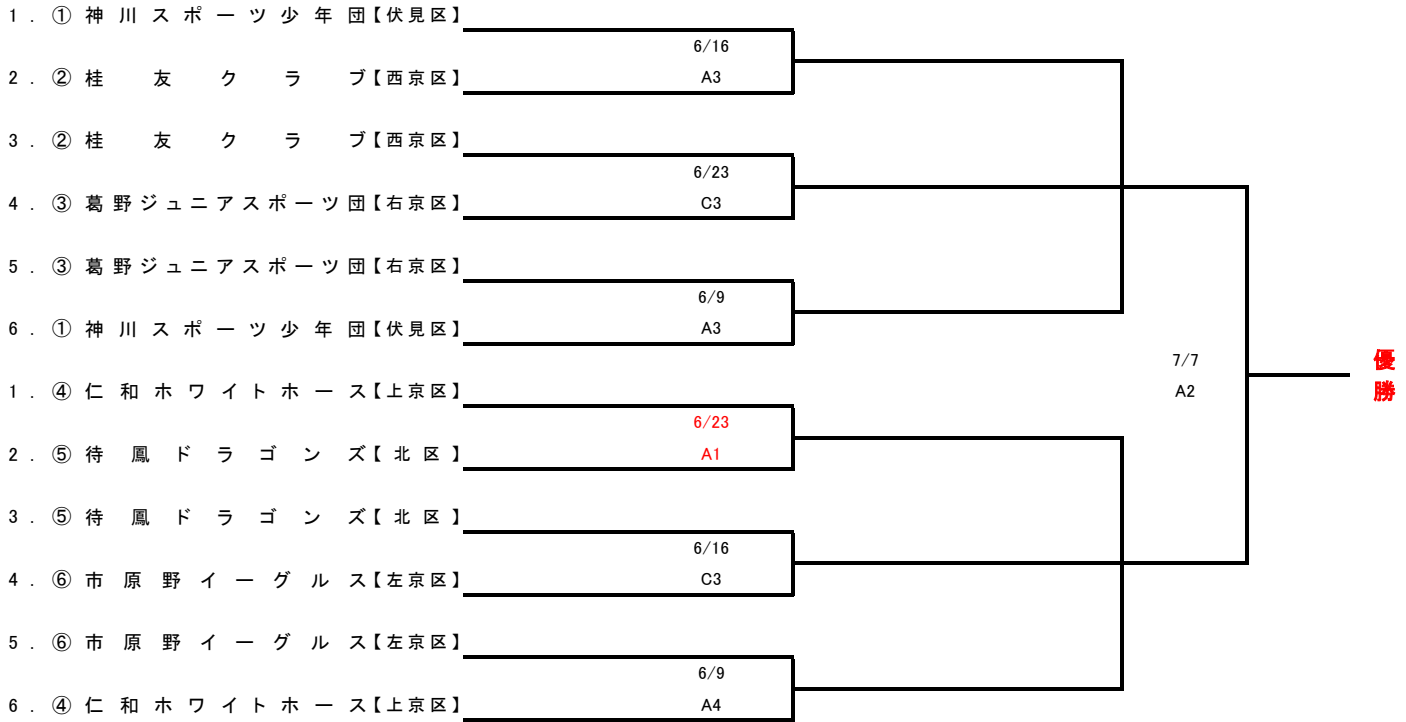 1 . ① 神川スポーツ少年団【伏見区】
6/16
2 . ② 桂友クラブ【西京区】 A3
3 . ② 桂友クラブ【西京区】
6/23
4 . ③ 葛野ジュニアスポーツ団【右京区】 C3
5 . ③ 葛野ジュニアスポーツ団【右京区】
6/9
6 . ① 神川スポーツ少年団【伏見区】 A3
7/7
優
1 . ④ 仁和ホワイトホース【上京区】 A2
勝
6/23
2 . ⑤ 待鳳ドラゴンズ【北区】 A1
3 . ⑤ 待鳳ドラゴンズ【北区】
6/16
4 . ⑥ 市原野イーグルス【左京区】 C3
5 . ⑥ 市原野イーグルス【左京区】
6/9
6 . ④ 仁和ホワイトホース【上京区】 A4